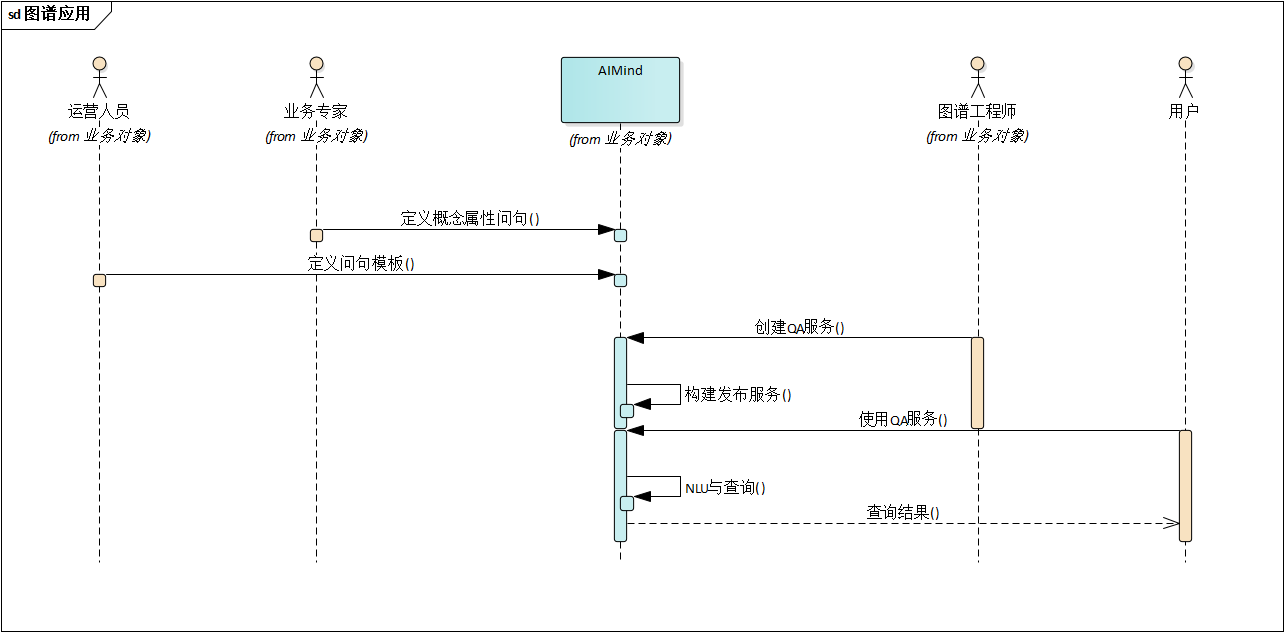 sd 图谱应用
运营人员
(from 业务对象)
业务专家
(from 业务对象)
AIMind
(from 业务对象)
图谱工程师
(from 业务对象)
用户
定义概念属性问句()
定义问句模板()
创建QA服务()
构建发布服务()
使用QA服务()
NLU与查询()
查询结果()